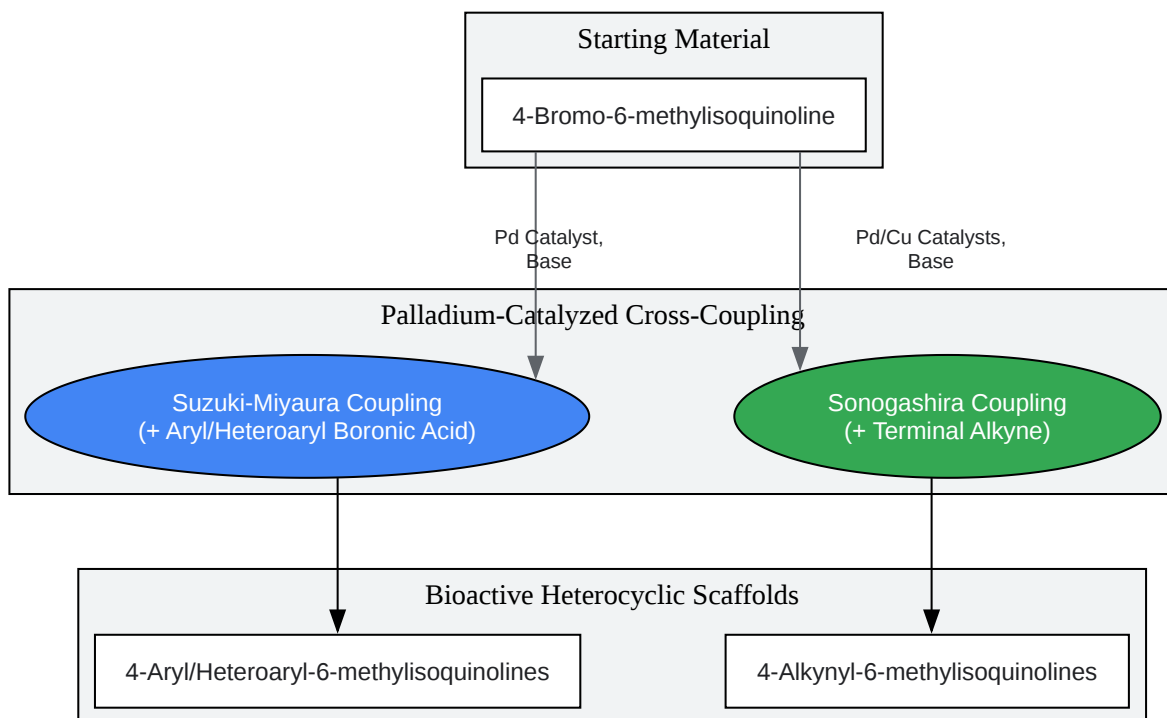 Starting Material
4-Bromo-6-methylisoquinoline
Pd Catalyst,
Base
Pd/Cu Catalysts,
Base
Palladium-Catalyzed Cross-Coupling
Suzuki-Miyaura Coupling
(+ Aryl/Heteroaryl Boronic Acid)
Sonogashira Coupling
(+ Terminal Alkyne)
Bioactive Heterocyclic Scaffolds
4-Aryl/Heteroaryl-6-methylisoquinolines
4-Alkynyl-6-methylisoquinolines